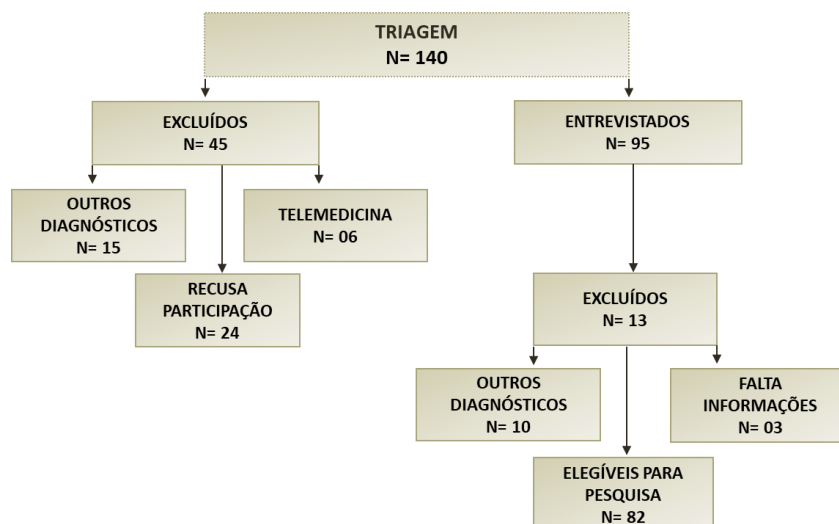 TRIAGEM
N= 140
EXCLUÍDOS
N= 45
ENTREVISTADOS
N= 95
OUTROS
DIAGNÓSTICOS
N= 15
TELEMEDICINA
N= 06
RECUSA
PARTICIPAÇÃO
N= 24
EXCLUÍDOS
N= 13
OUTROS
DIAGNÓSTICOS
N= 10
FALTA
INFORMAÇÕES
N= 03
ELEGÍVEIS PARA
PESQUISA
N= 82